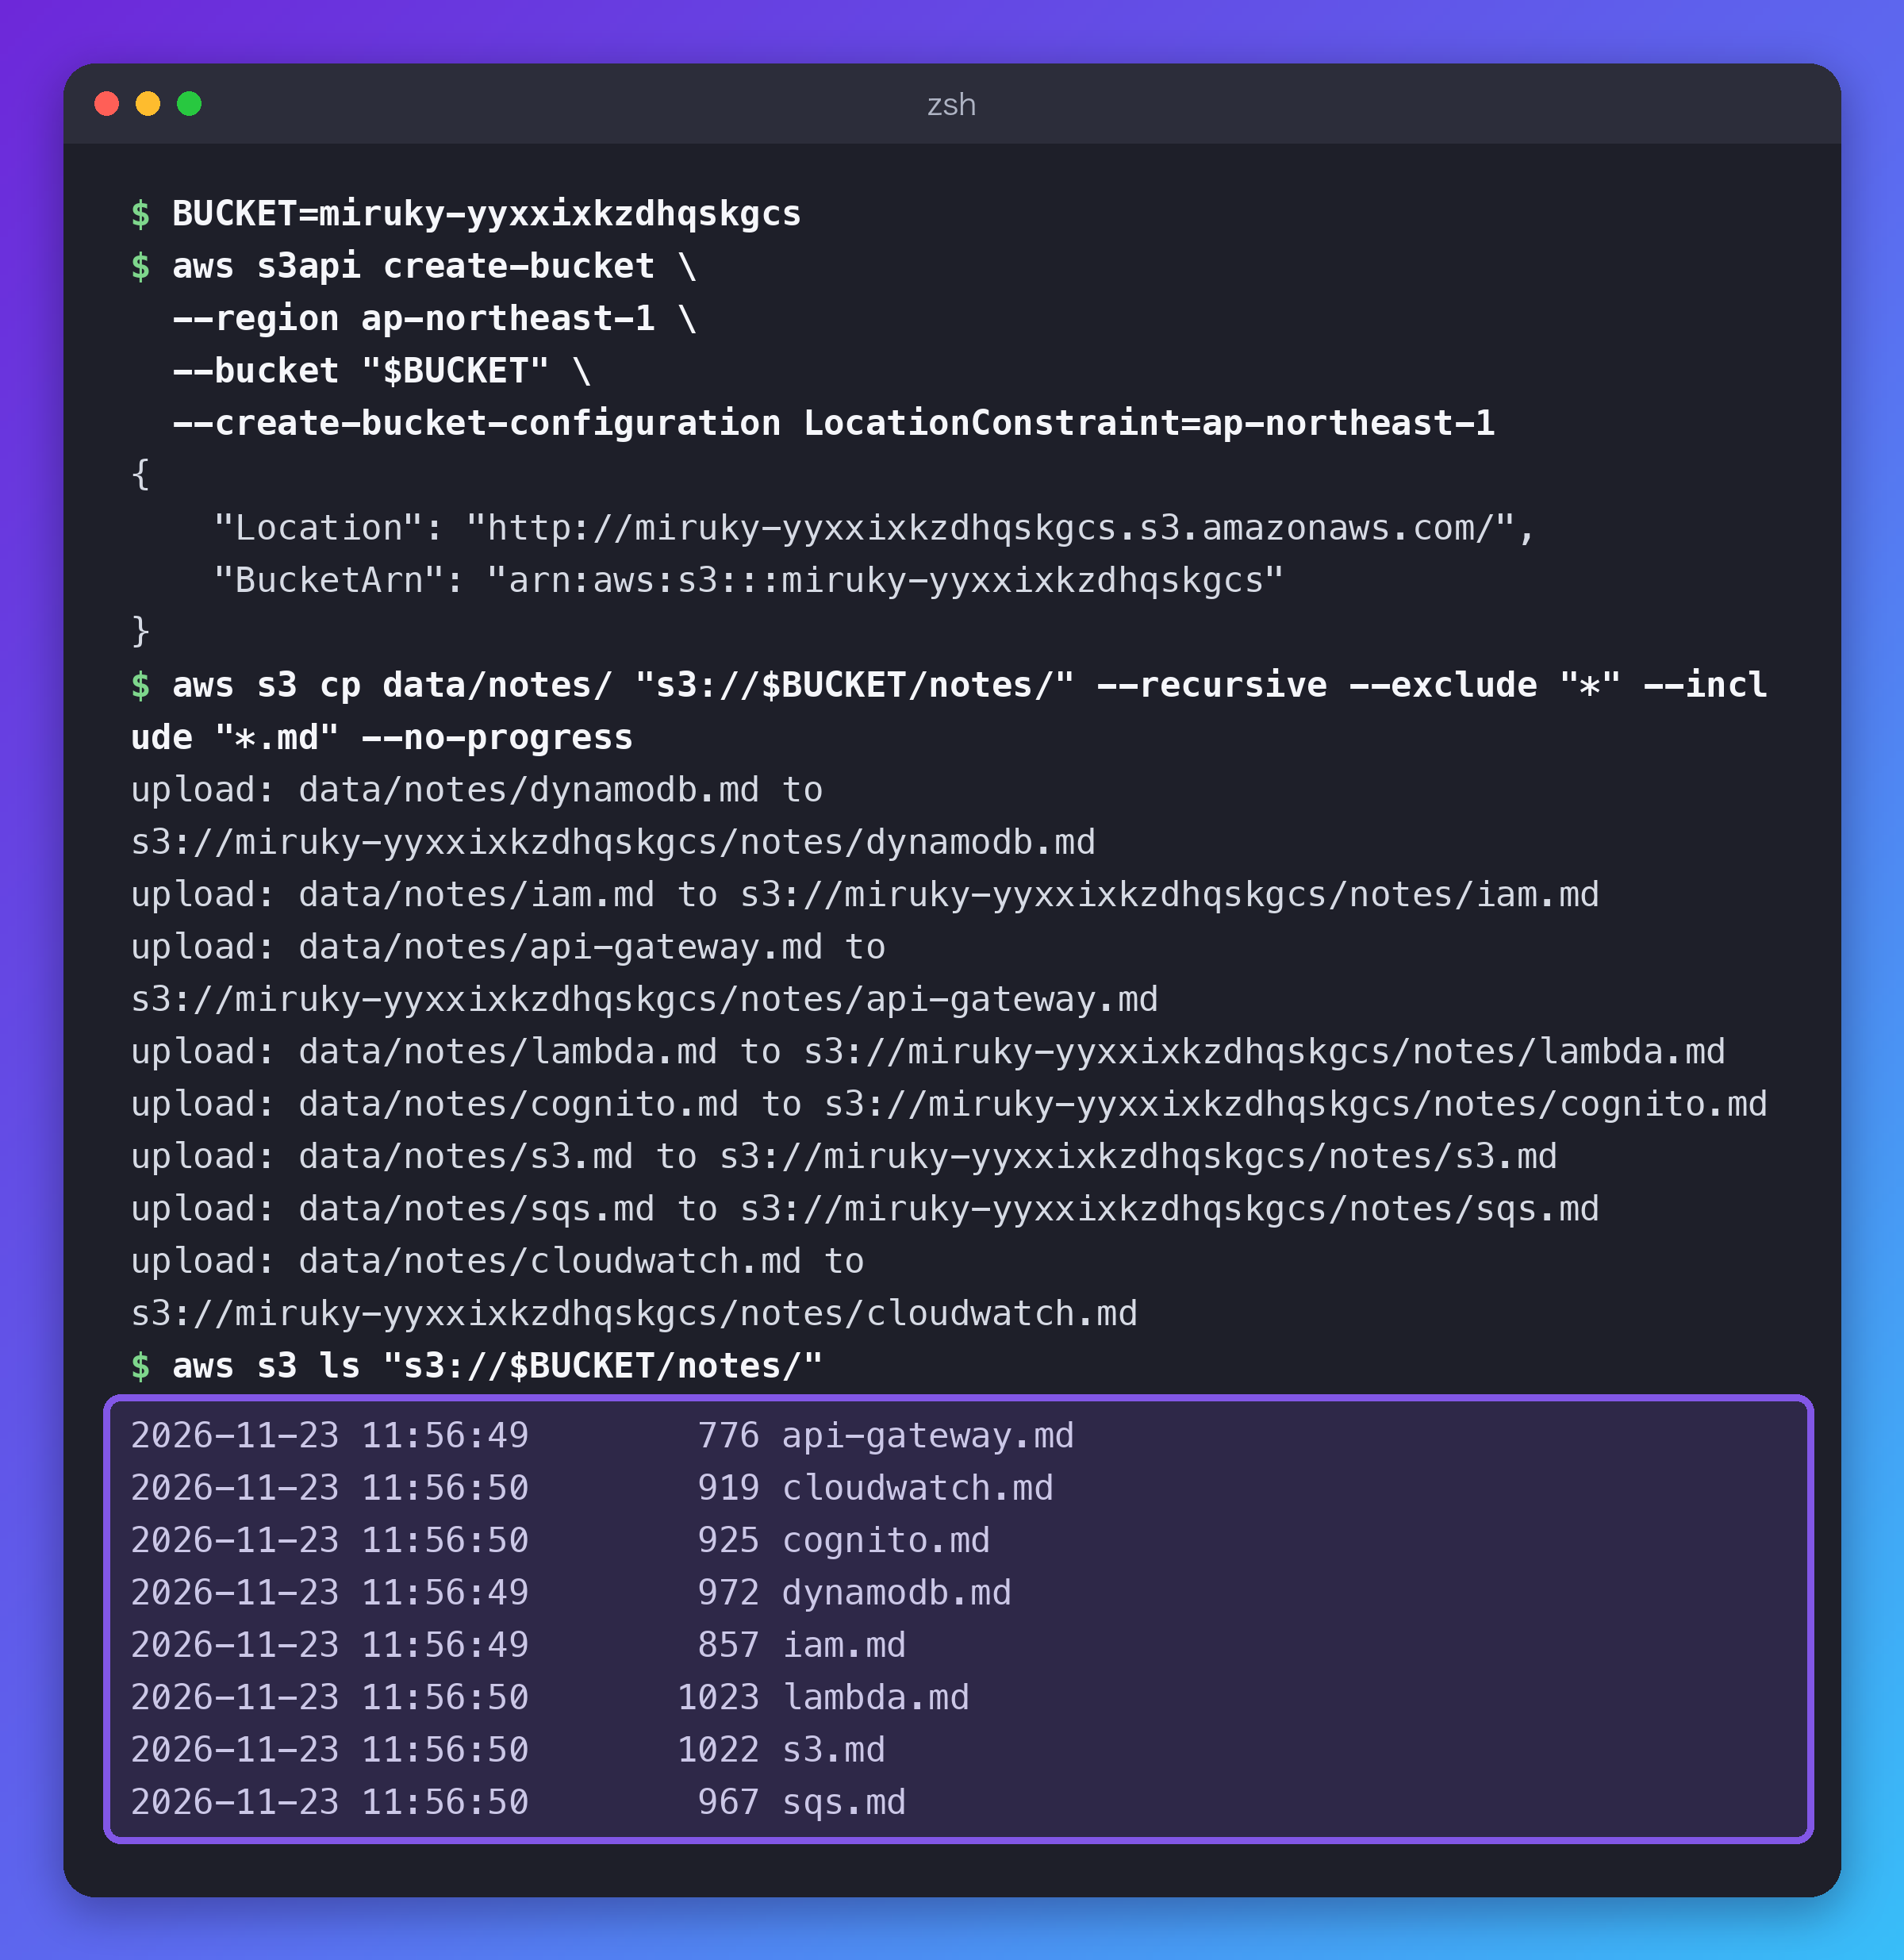 zsh
$ BUCKET=miruky-yyxxixkzdhqskgcs
$ aws s3api create-bucket \
  --region ap-northeast-1 \
  --bucket "$BUCKET" \
  --create-bucket-configuration LocationConstraint=ap-northeast-1
{
    "Location": "http://miruky-yyxxixkzdhqskgcs.s3.amazonaws.com/",
    "BucketArn": "arn:aws:s3:::miruky-yyxxixkzdhqskgcs"
}
$ aws s3 cp data/notes/ "s3://$BUCKET/notes/" --recursive --exclude "*" --incl
ude "*.md" --no-progress
upload: data/notes/dynamodb.md to
s3://miruky-yyxxixkzdhqskgcs/notes/dynamodb.md
upload: data/notes/iam.md to s3://miruky-yyxxixkzdhqskgcs/notes/iam.md
upload: data/notes/api-gateway.md to
s3://miruky-yyxxixkzdhqskgcs/notes/api-gateway.md
upload: data/notes/lambda.md to s3://miruky-yyxxixkzdhqskgcs/notes/lambda.md
upload: data/notes/cognito.md to s3://miruky-yyxxixkzdhqskgcs/notes/cognito.md
upload: data/notes/s3.md to s3://miruky-yyxxixkzdhqskgcs/notes/s3.md
upload: data/notes/sqs.md to s3://miruky-yyxxixkzdhqskgcs/notes/sqs.md
upload: data/notes/cloudwatch.md to
s3://miruky-yyxxixkzdhqskgcs/notes/cloudwatch.md
$ aws s3 ls "s3://$BUCKET/notes/"
2026-11-23 11:56:49        776 api-gateway.md
2026-11-23 11:56:50        919 cloudwatch.md
2026-11-23 11:56:50        925 cognito.md
2026-11-23 11:56:49        972 dynamodb.md
2026-11-23 11:56:49        857 iam.md
2026-11-23 11:56:50       1023 lambda.md
2026-11-23 11:56:50       1022 s3.md
2026-11-23 11:56:50        967 sqs.md